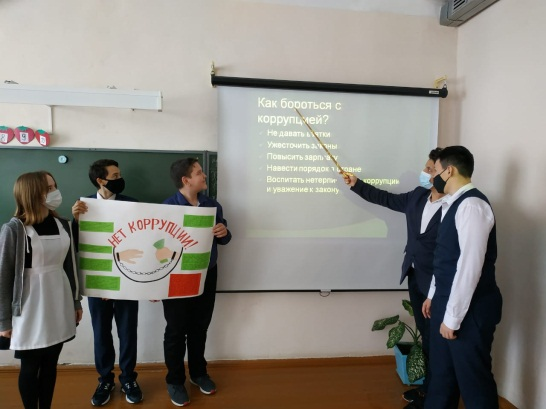 Как бороться с
коррупцией?
Не давать взятки
Ужесточить законы
Повысить зарплаты
Навести порядок в стране
Воспитать нетерпимость к коррупции
и уважение к закону
НЕТ КОРРУПЦИИ!